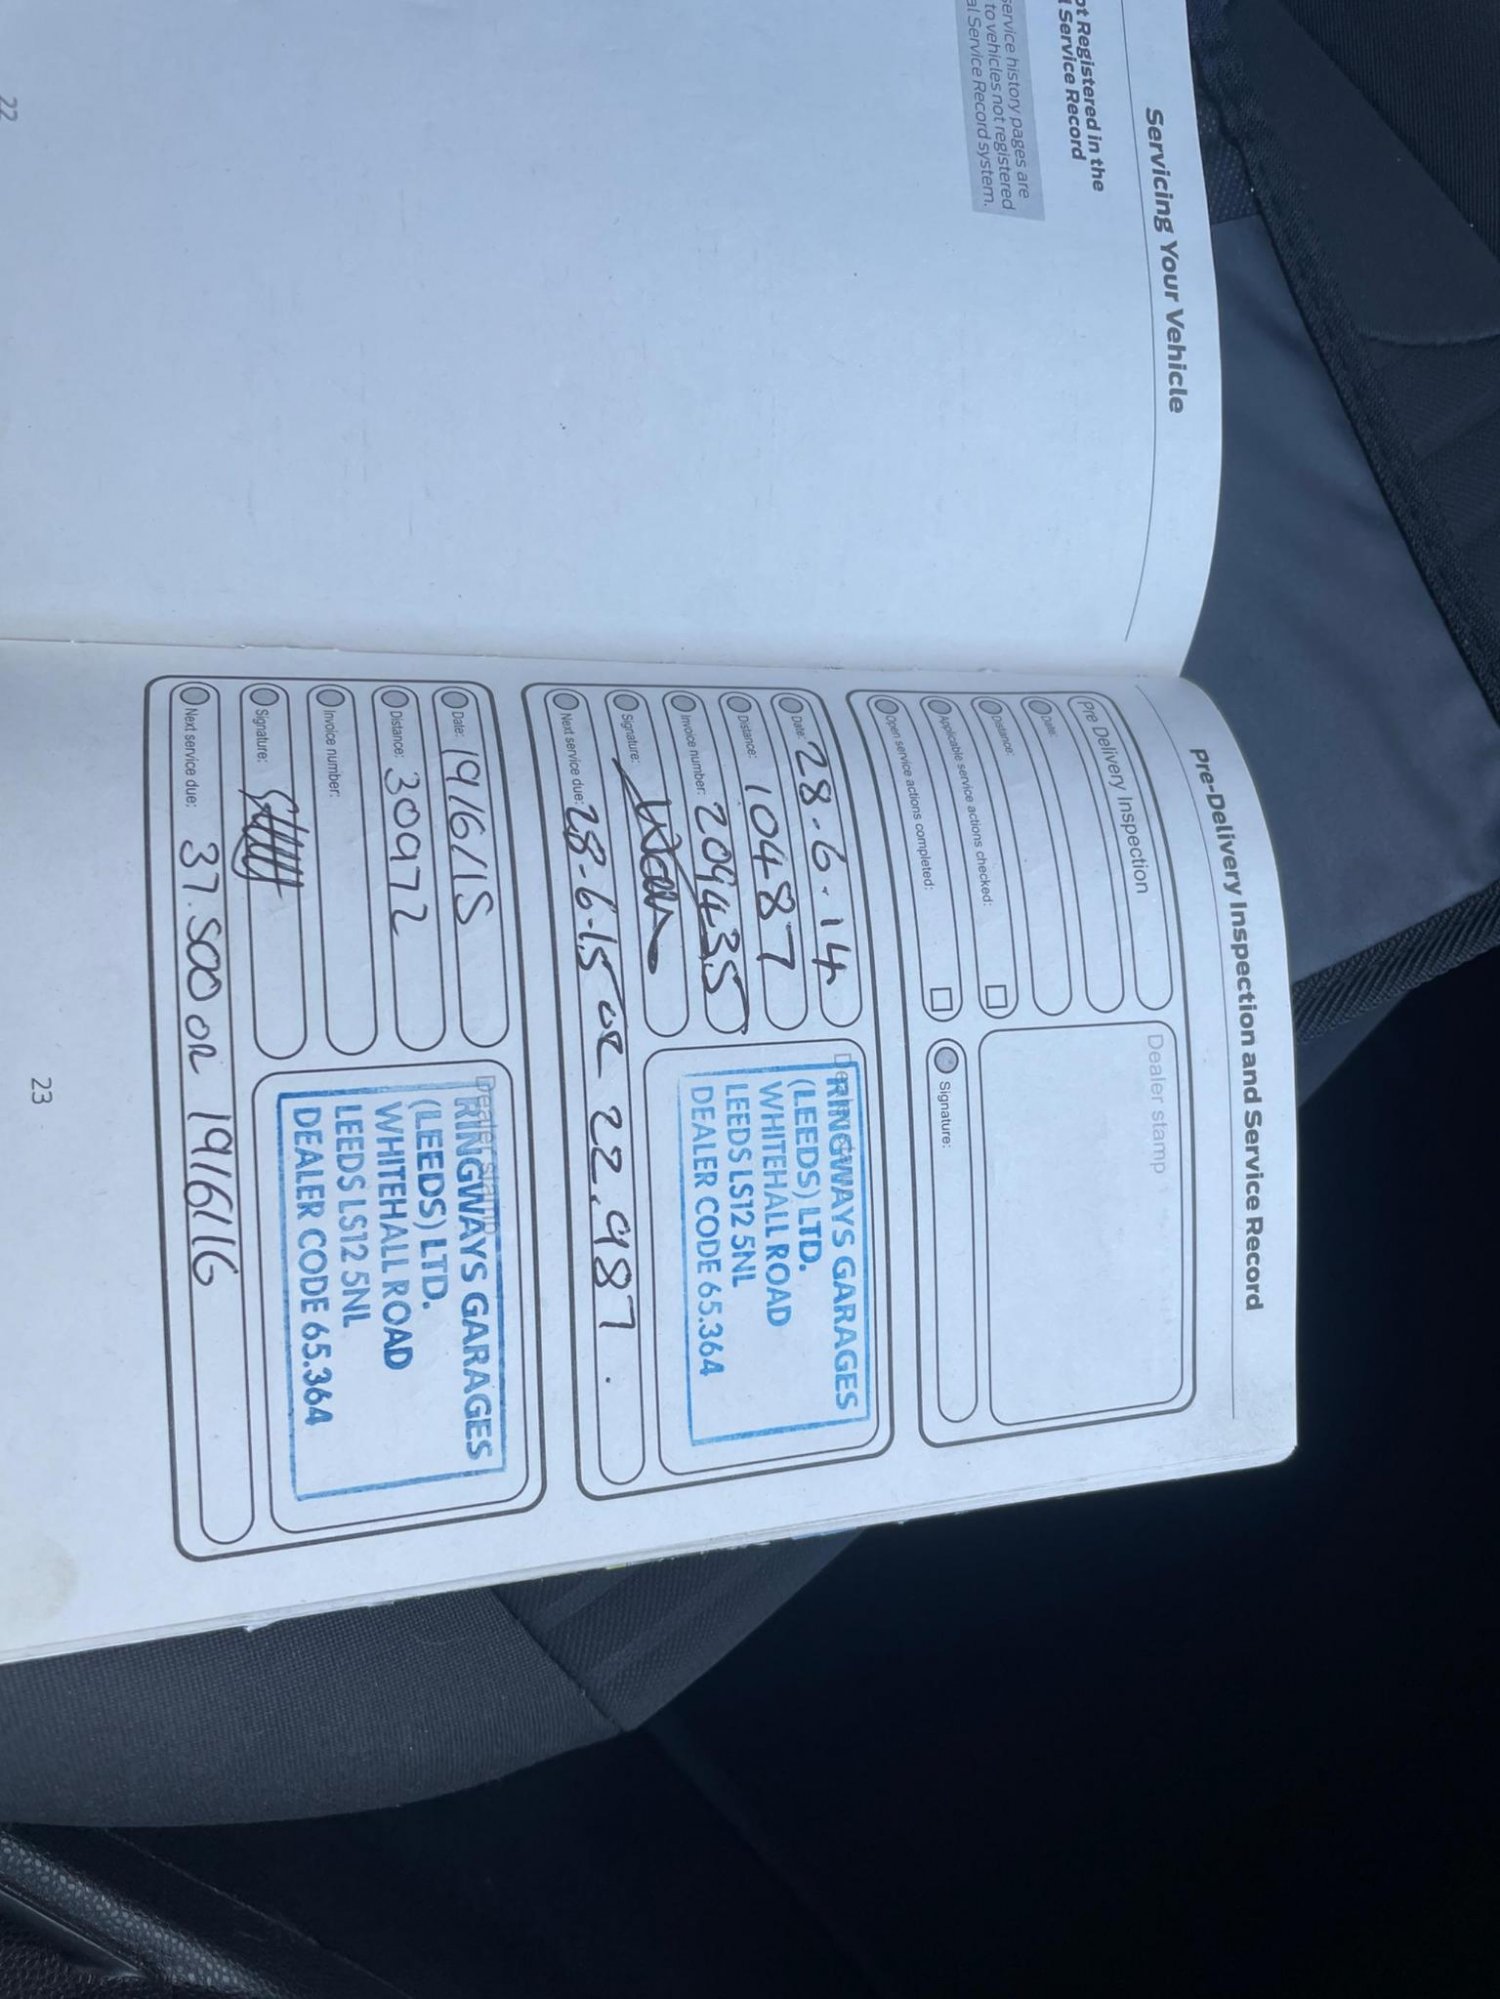 Servicing Your Vehicle
ot Registered in the
l Service Record
service history pages are
to vehicles not registered
al Service Record system.
22
Pre-Delivery Inspection and Service Record
Pre Delivery Inspection
Date:
Distance:
Applicable service actions checked:
Open service actions completed:
Dealer stamp
Signature:
Date: 28.6.14
Distance: 10487
Invoice number: 209435
Signature:
Next service due: 28-6-15 OR 22,987.
RINGWAYS GARAGES
(LEEDS) LTD.
WHITEHALL ROAD
LEEDS LS12 5NL
DEALER CODE 65.364
Date: 19/6/15
Distance: 30972
Invoice number:
Signature:
Next service due: 37.500 OR 19/6/16
Dealer stamp
RINGWAYS GARAGES
(LEEDS) LTD.
WHITEHALL ROAD
LEEDS LS12 5NL
DEALER CODE 65.364
23